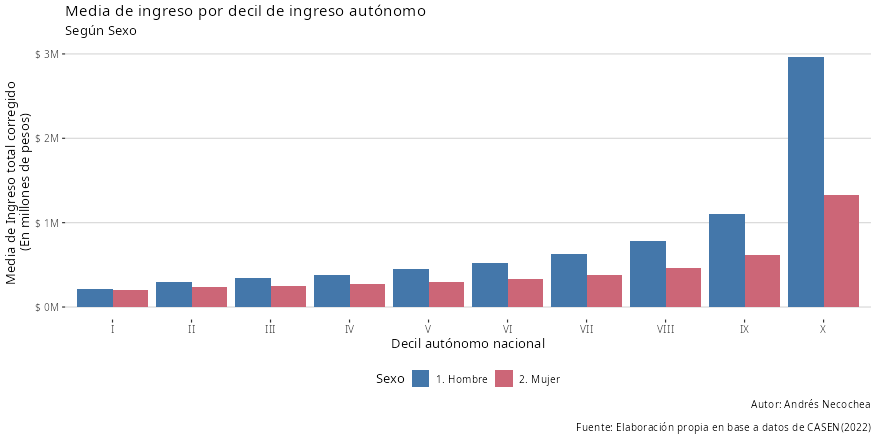 Media de ingreso por decil de ingreso autónomo
Según Sexo
Media de Ingreso total corregido
(En millones de pesos)
$ 3M
$ 2M
$ 1M
$ 0M
I II III IV V VI VII VIII IX X
Decil autónomo nacional
Sexo 1. Hombre 2. Mujer
Autor: Andrés Necochea
Fuente: Elaboración propia en base a datos de CASEN(2022)